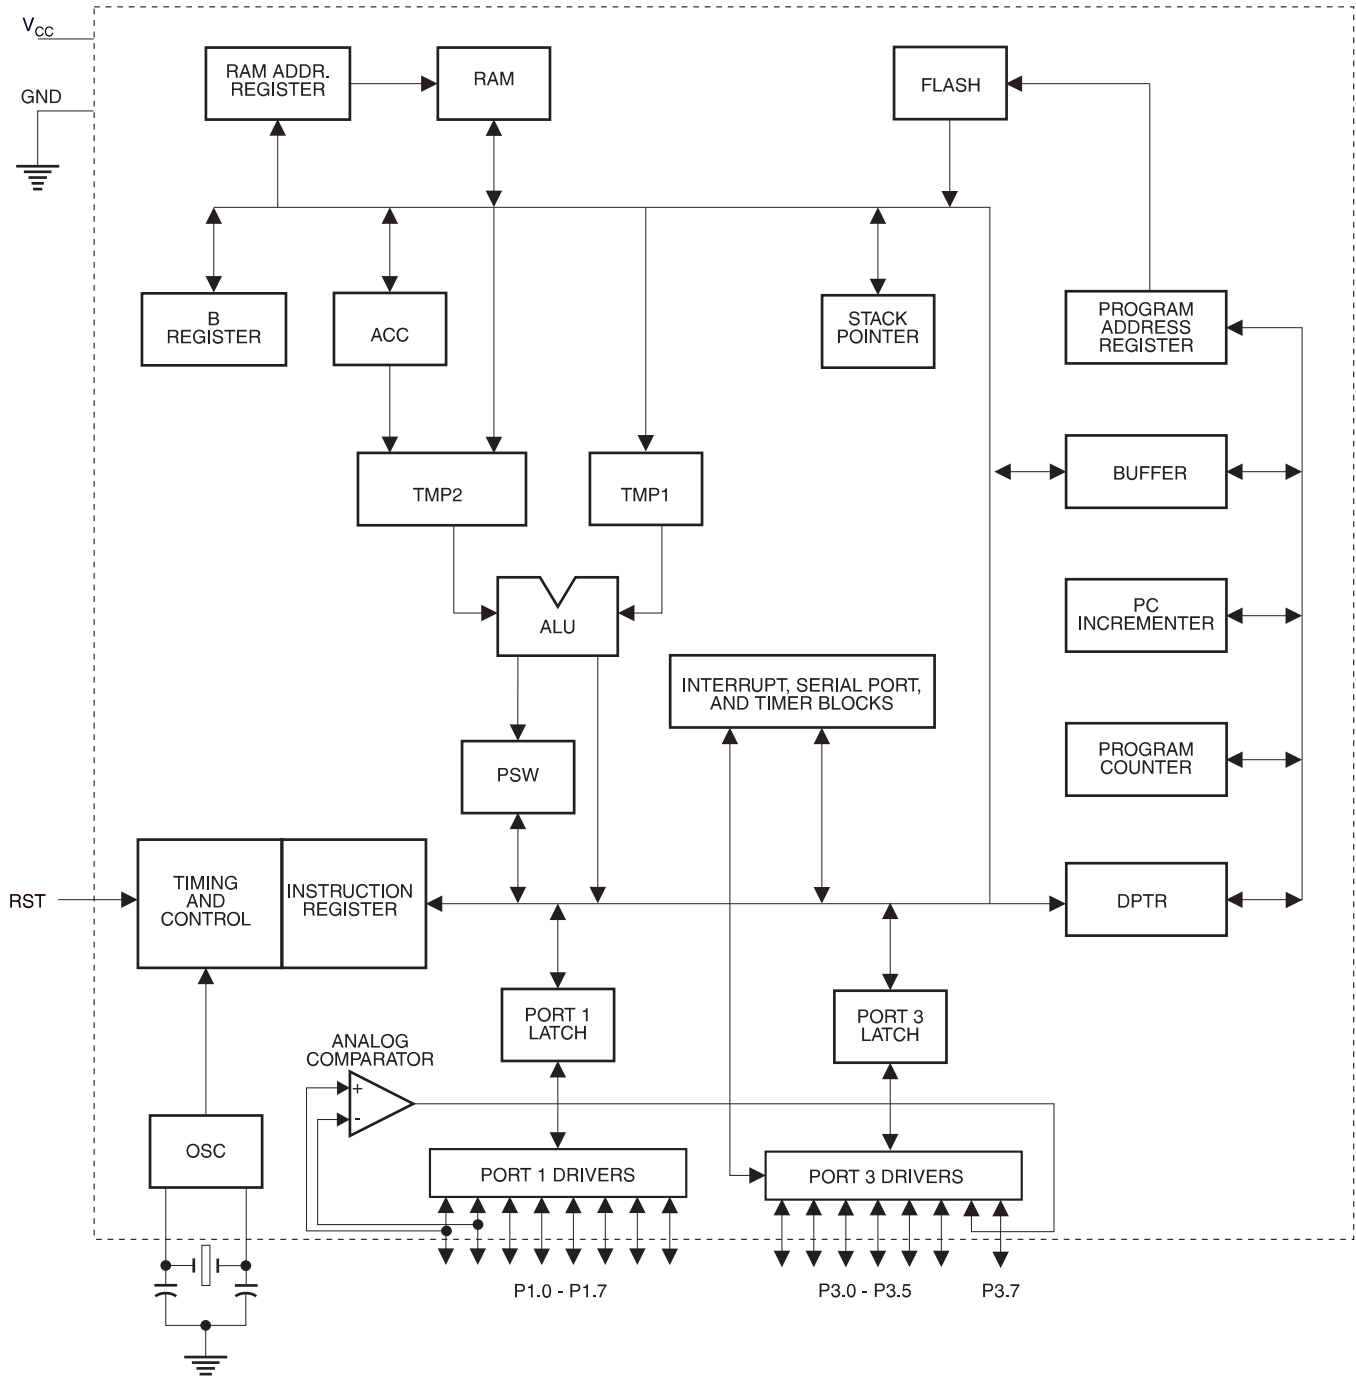 VCC
GND
RAM ADDR.
REGISTER
RAM
FLASH
B
REGISTER
ACC
STACK
POINTER
PROGRAM
ADDRESS
REGISTER
TMP2
TMP1
BUFFER
ALU
PC
INCREMENTER
INTERRUPT, SERIAL PORT,
AND TIMER BLOCKS
PSW
PROGRAM
COUNTER
RST
TIMING
AND
CONTROL
INSTRUCTION
REGISTER
DPTR
PORT 1
LATCH
PORT 3
LATCH
ANALOG
COMPARATOR
+
-
OSC
PORT 1 DRIVERS
PORT 3 DRIVERS
P1.0 - P1.7
P3.0 - P3.5
P3.7